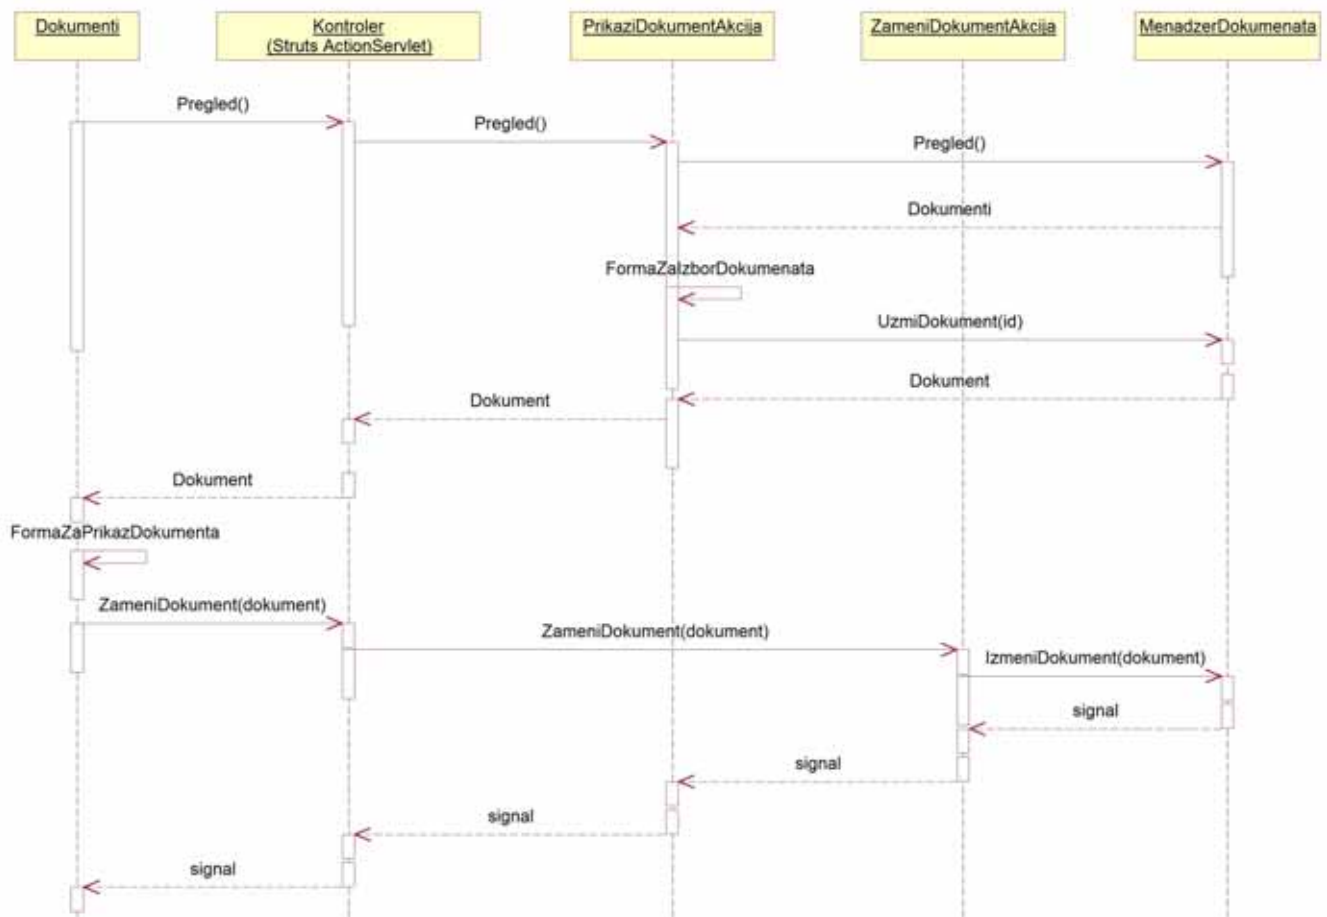 Dokumenti
Kontroler
(Struts ActionServlet)
PrikaziDokumentAkcija
ZameniDokumentAkcija
MenadzerDokumenata
Pregled()
Pregled()
Pregled()
Dokumenti
FormaZaIzborDokumenata
UzmiDokument(id)
Dokument
Dokument
Dokument
FormaZaPrikazDokumenta
ZameniDokument(dokument)
ZameniDokument(dokument)
IzmeniDokument(dokument)
signal
signal
signal
signal